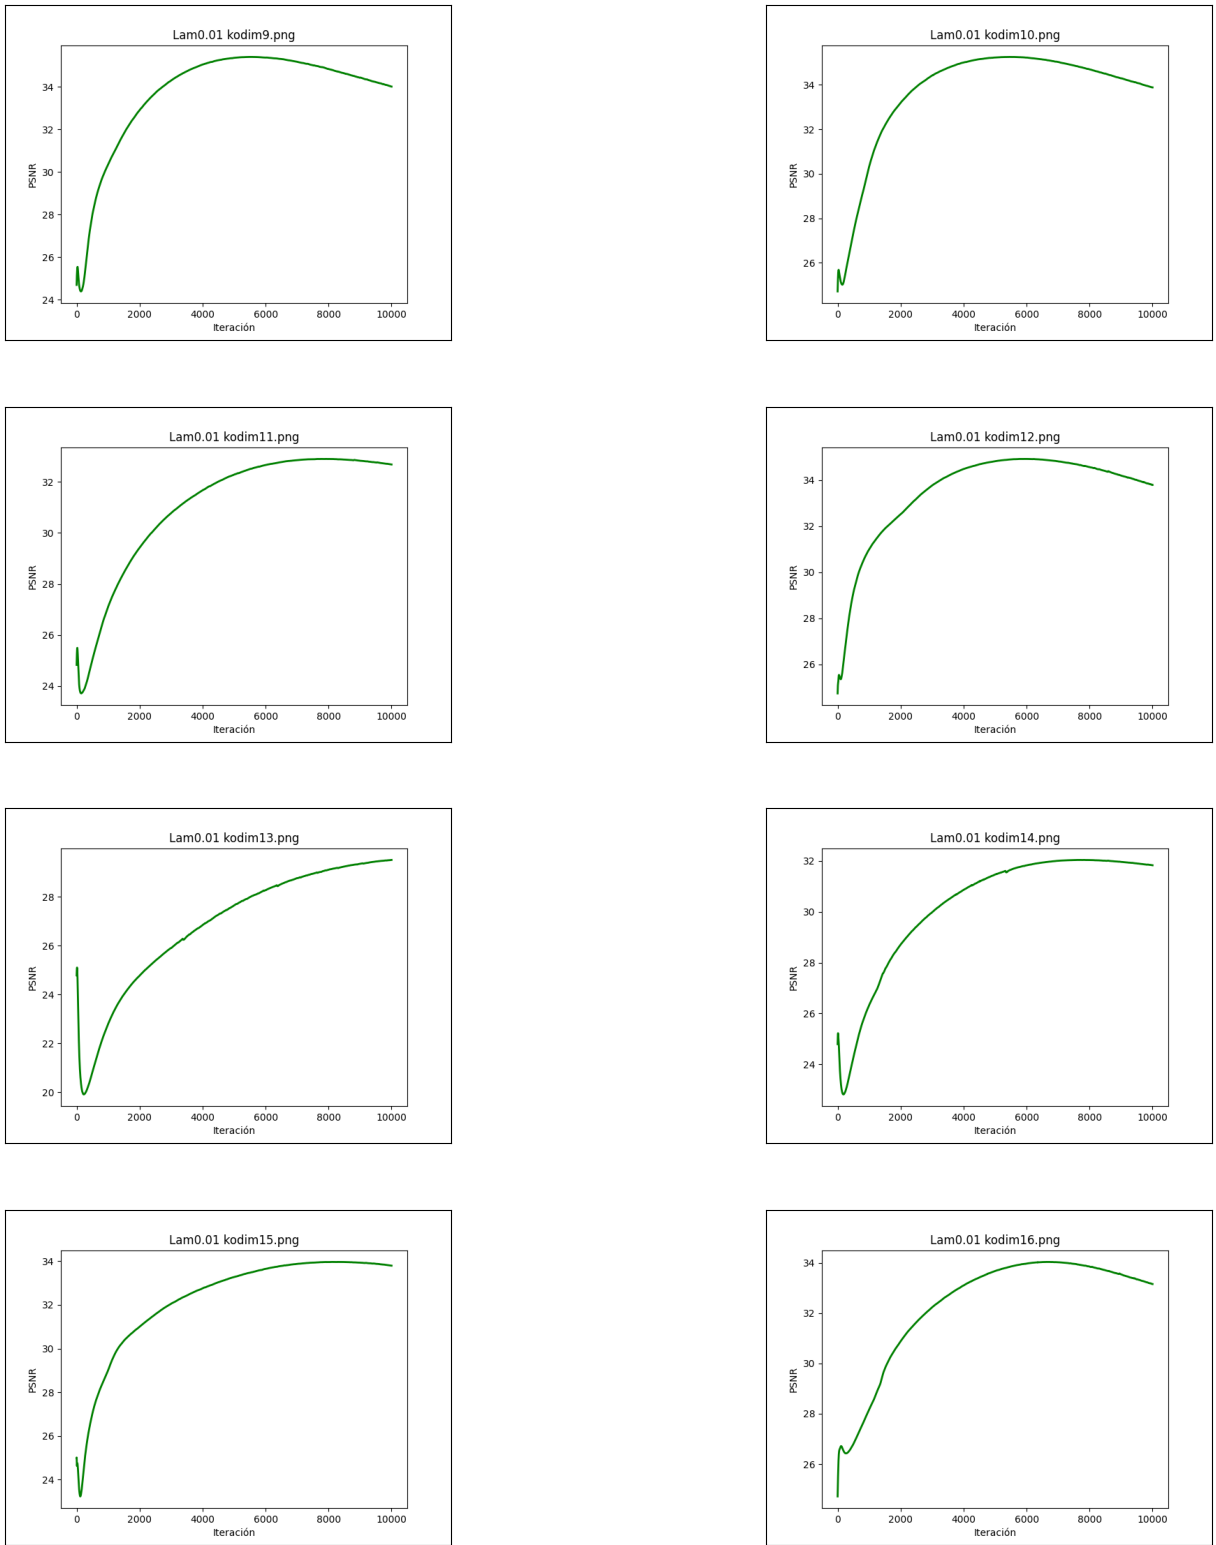 Lam0.01 kodim9.png
PSNR
34
32
30
28
26
24
0 2000 4000 6000 8000 10000
Iteración
Lam0.01 kodim10.png
PSNR
34
32
30
28
26
0 2000 4000 6000 8000 10000
Iteración
Lam0.01 kodim11.png
PSNR
32
30
28
26
24
0 2000 4000 6000 8000 10000
Iteración
Lam0.01 kodim12.png
PSNR
34
32
30
28
26
0 2000 4000 6000 8000 10000
Iteración
Lam0.01 kodim13.png
PSNR
28
26
24
22
20
0 2000 4000 6000 8000 10000
Iteración
Lam0.01 kodim14.png
PSNR
32
30
28
26
24
0 2000 4000 6000 8000 10000
Iteración
Lam0.01 kodim15.png
PSNR
34
32
30
28
26
24
0 2000 4000 6000 8000 10000
Iteración
Lam0.01 kodim16.png
PSNR
34
32
30
28
26
0 2000 4000 6000 8000 10000
Iteración